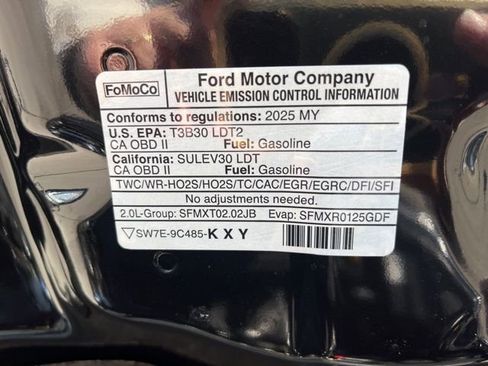 FoMoCo
Ford Motor Company
VEHICLE EMISSION CONTROL INFORMATION
Conforms to regulations: 2025 MY
U.S. EPA: T3B30 LDT2
CA OBD II Fuel: Gasoline
California: SULEV30 LDT
CA OBD II Fuel: Gasoline
TWC/WR-HO2S/HO2S/TC/CAC/EGR/EGRC/DFI/SFI
No adjustments needed.
2.0L-Group: SFMXT02.02JB Evap: SFMXR0125GDF
▽SW7E-9C485-K X Y